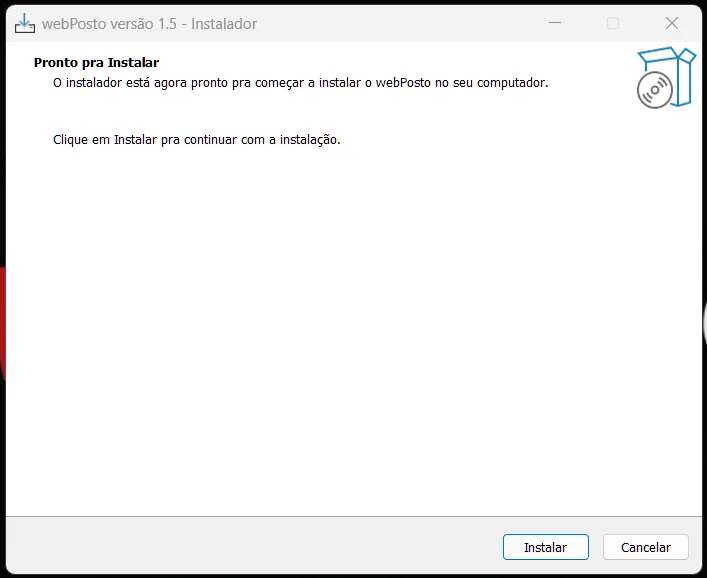 webPosto versão 1.5 - Instalador
Pronto pra Instalar
O instalador está agora pronto pra começar a instalar o webPosto no seu computador.
Clique em Instalar pra continuar com a instalação.
Instalar
Cancelar